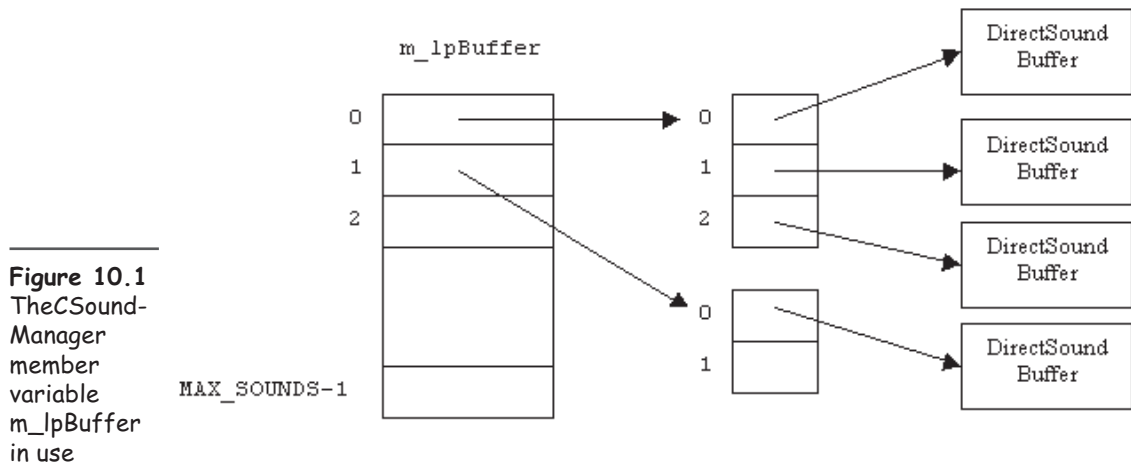 m_lpBuffer
0
1
2
MAX_SOUNDS-1
0
1
2
0
1
DirectSound
Buffer
DirectSound
Buffer
DirectSound
Buffer
DirectSound
Buffer
Figure 10.1
TheCSound-
Manager
member
variable
m_lpBuffer
in use